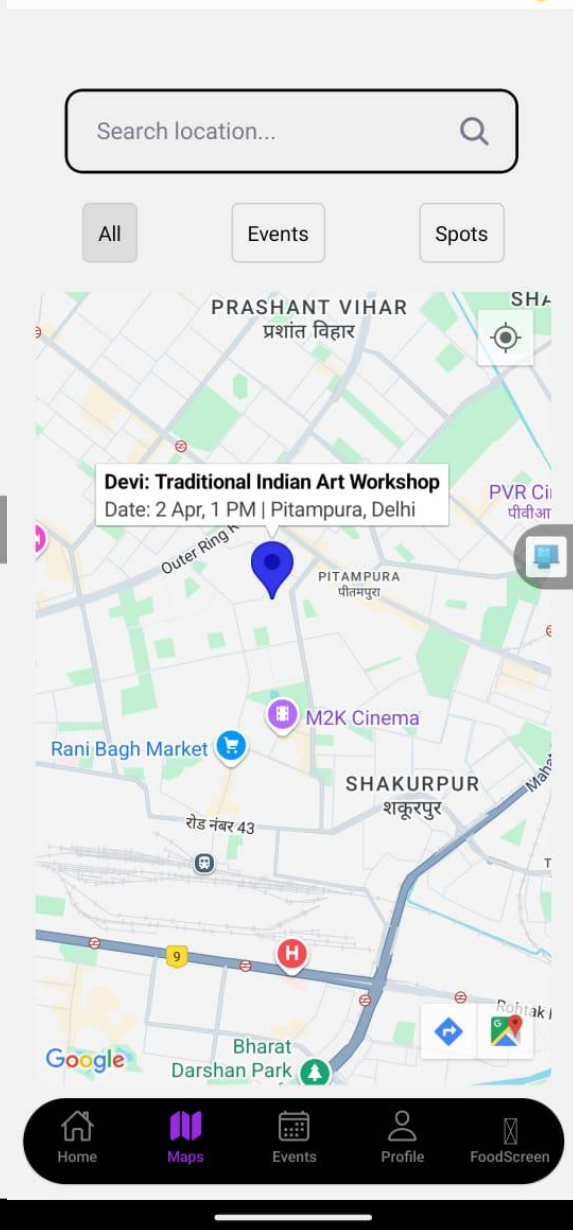 Search location...
All
Events
Spots
PRASHANT VIHAR
प्रशांत विहार
PVR
पीवीआर
Devi: Traditional Indian Art Workshop
Date: 2 Apr, 1 PM | Pitampura, Delhi
Outer Ring
PITAMPURA
पीतमपुरा
M2K Cinema
Rani Bagh Market
SHAKURPUR
शकूरपुर
रोड नंबर 43
9
H
Rohtak
Bharat
Darshan Park
Google
Home
Maps
Events
Profile
FoodScreen